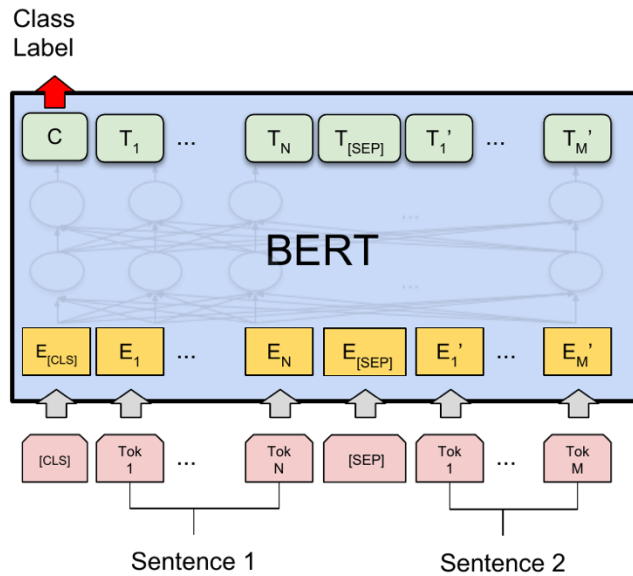 Class
Label
C T1 ... TN T[SEP] T1’ ... TM’
...
BERT
...
E[CLS] E1 ... EN E[SEP] E1’ ... EM’
[CLS] Tok 1 ... Tok N [SEP] Tok 1 ... Tok M
Sentence 1 Sentence 2